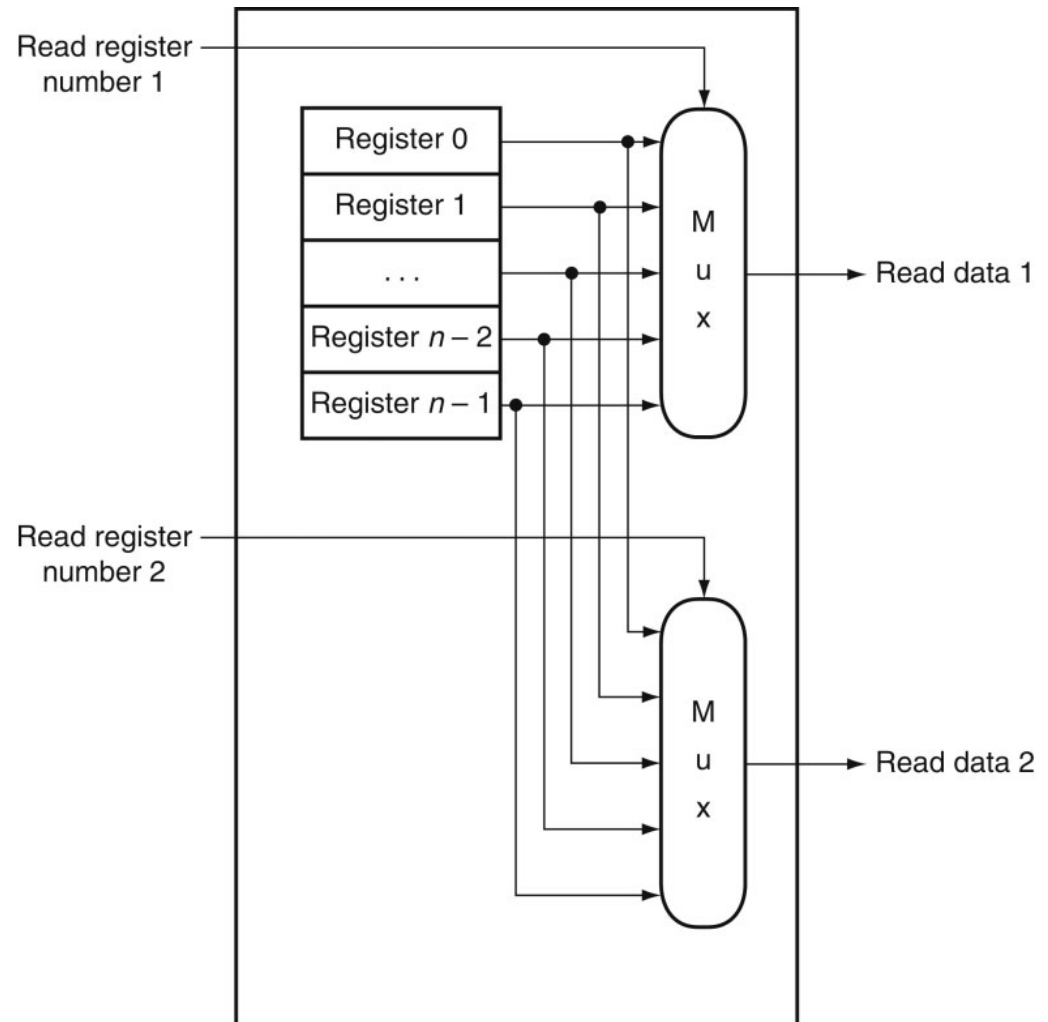 Read register
number 1
Register 0
Register 1
. . .
Register n – 2
Register n – 1
M
u
x
Read data 1
Read register
number 2
M
u
x
Read data 2